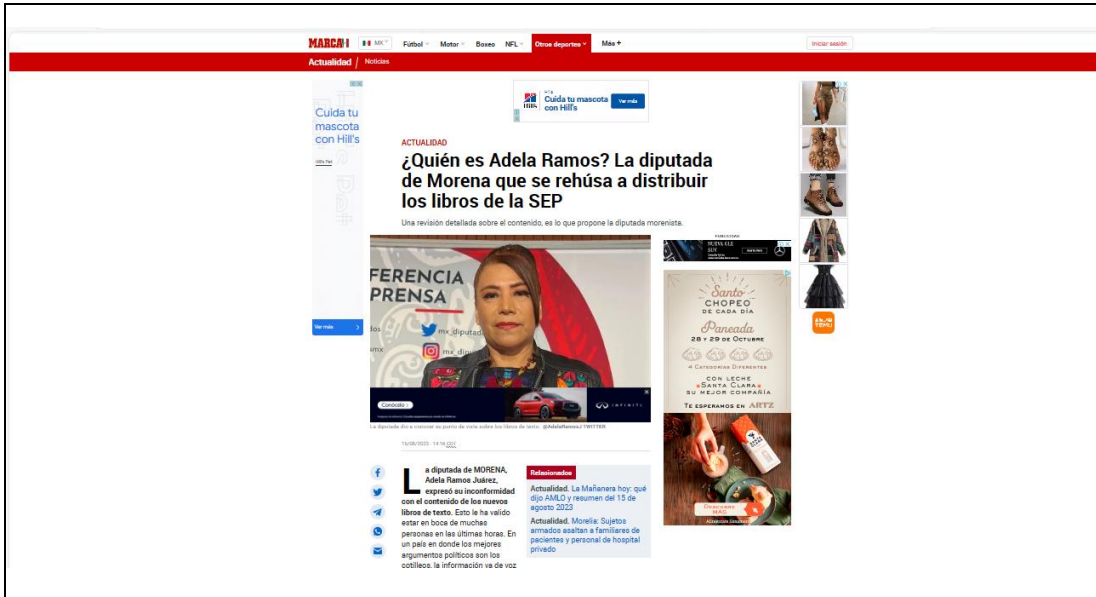 MARCA
MX
Fútbol
Motor
Boxeo
NFL
Otros deportes
Más +
Iniciar sesión
Actualidad / Noticias
Cuida tu
mascota
con Hill's
Ver más
Hill's
Cuida tu mascota
con Hill's
Ver más
ACTUALIDAD
¿Quién es Adela Ramos? La diputada
de Morena que se rehúsa a distribuir
los libros de la SEP
Una revisión detallada sobre el contenido, es lo que propone la diputada morenista.
FERENCIA
PRENSA
mx_diputad
mx_dip
Conócelo
INFINITI
La diputada dio a conocer su punto de vista sobre los libros de texto. @AdelaRamosJ TWITTER
La diputada de MORENA,
Adela Ramos Juárez,
expresó su inconformidad
con el contenido de los nuevos
libros de texto. Esto le ha valido
estar en boca de muchas
personas en las últimas horas. En
un país en donde los mejores
argumentos políticos son los
cotilleos, la información va de voz
Relacionados
Actualidad. La Mañanera hoy: qué
dijo AMLO y resumen del 15 de
agosto 2023
Actualidad. Morelia: Sujetos
armados asaltan a familiares de
pacientes y personal de hospital
privado
PUBLICIDAD
Santo
CHOPEO
DE CADA DÍA
Paneada
28 y 29 de Octubre
4 Categorías Diferentes
CON LECHE
SANTA CLARA
SU MEJOR COMPAÑÍA
Te esperamos en ARTZ
TEMU